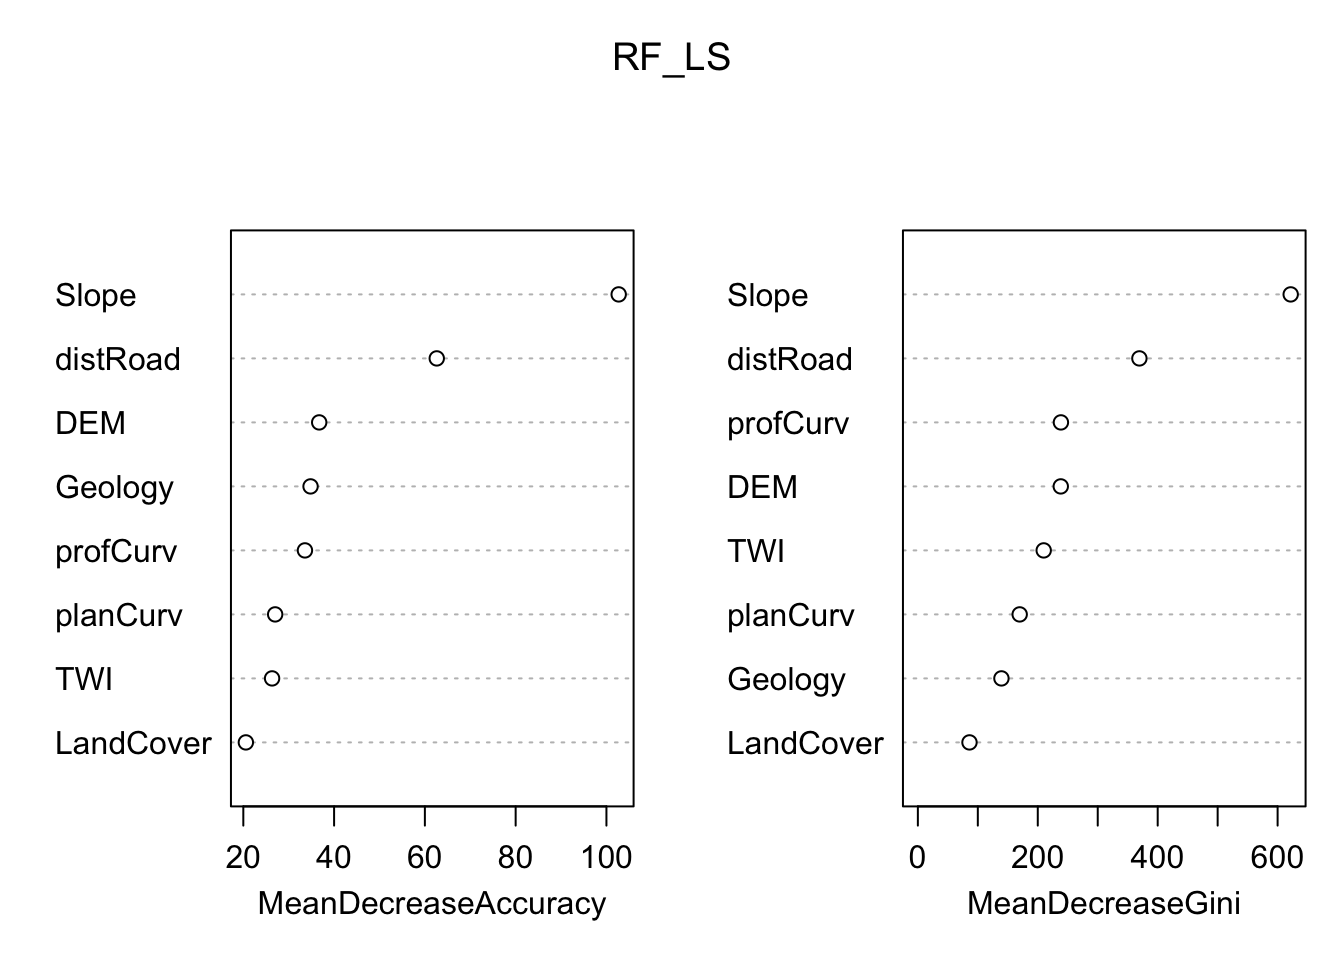 RF_LS
Slope
distRoad
DEM
Geology
profCurv
planCurv
TWI
LandCover
20 40 60 80 100
MeanDecreaseAccuracy
Slope
distRoad
profCurv
DEM
TWI
planCurv
Geology
LandCover
0 200 400 600
MeanDecreaseGini